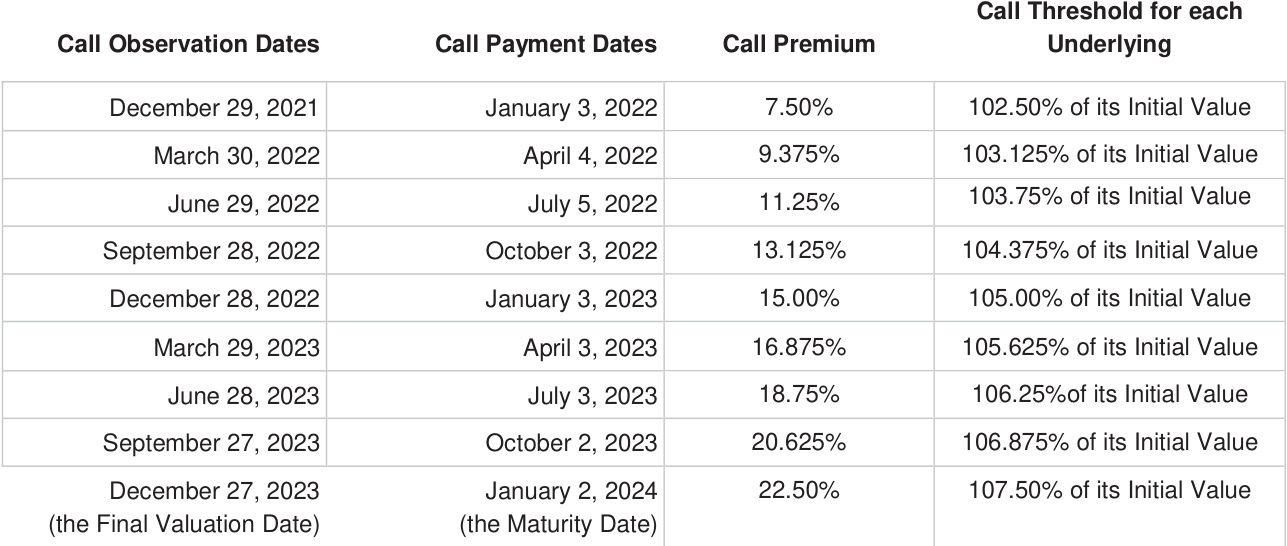 Call Observation Dates Call Payment Dates Call Premium Call Threshold for each
Underlying
December 29, 2021 January 3, 2022 7.50% 102.50% of its Initial Value
March 30, 2022 April 4, 2022 9.375% 103.125% of its Initial Value
June 29, 2022 July 5, 2022 11.25% 103.75% of its Initial Value
September 28, 2022 October 3, 2022 13.125% 104.375% of its Initial Value
December 28, 2022 January 3, 2023 15.00% 105.00% of its Initial Value
March 29, 2023 April 3, 2023 16.875% 105.625% of its Initial Value
June 28, 2023 July 3, 2023 18.75% 106.25%of its Initial Value
September 27, 2023 October 2, 2023 20.625% 106.875% of its Initial Value
December 27, 2023 January 2, 2024 22.50% 107.50% of its Initial Value
(the Final Valuation Date) (the Maturity Date)